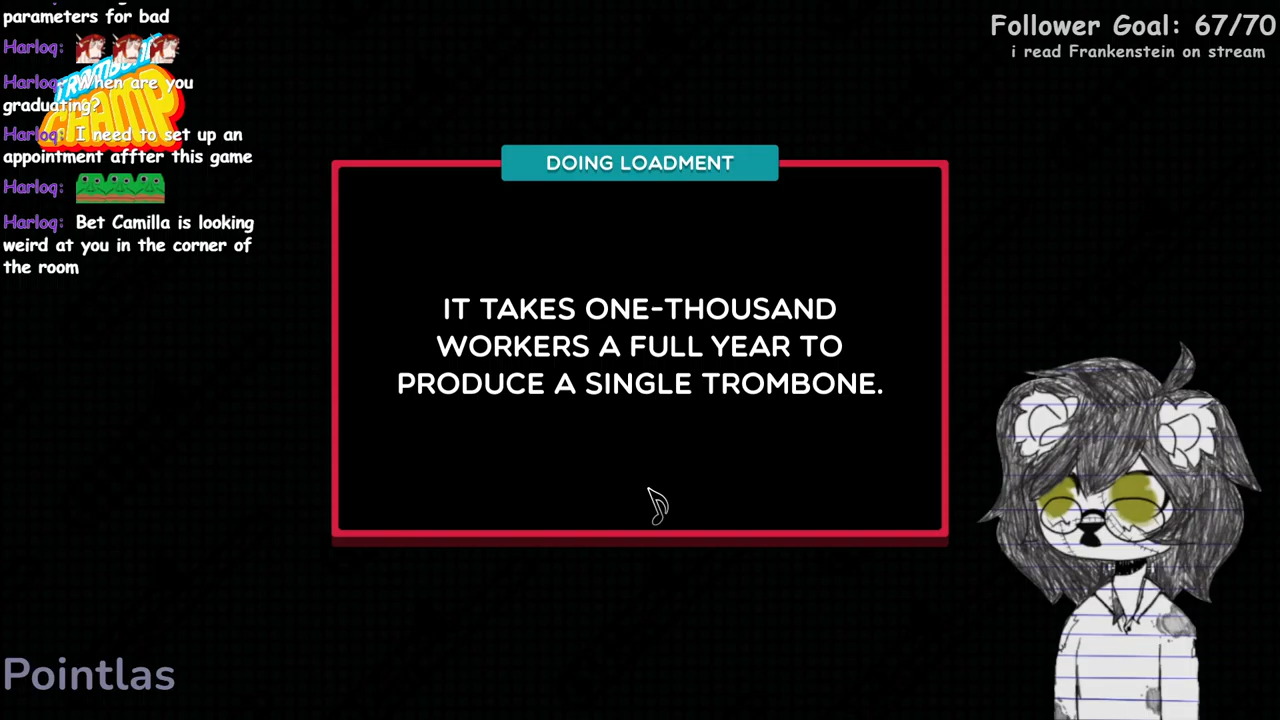 parameters for bad
Harloq:
Harloq: When are you
graduating?
Harloq: I need to set up an
appointment affter this game
Harloq:
Harloq: Bet Camilla is looking
weird at you in the corner of
the room
TROMBONE
CHAMP
Follower Goal: 67/70
i read Frankenstein on stream
DOING LOADMENT
IT TAKES ONE-THOUSAND
WORKERS A FULL YEAR TO
PRODUCE A SINGLE TROMBONE.
Pointlas